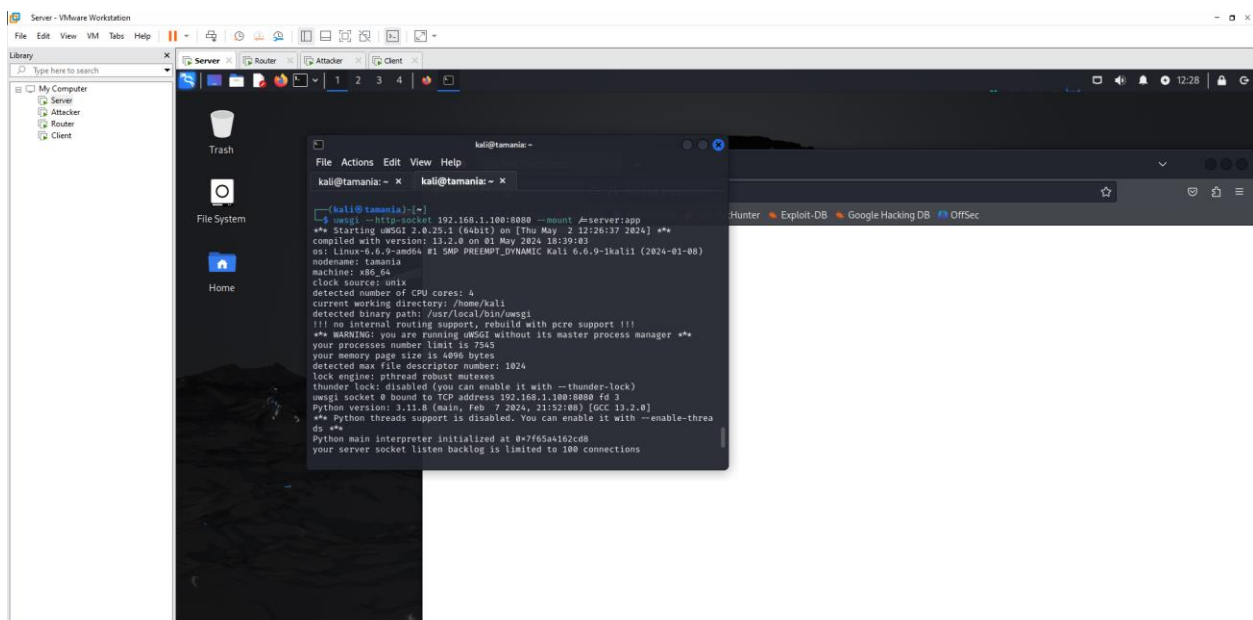 Server - VMware Workstation
File Edit View VM Tabs Help
Library
Type here to search
My Computer
Server
Attacker
Router
Client
Server Router Attacker Client
1 2 3 4
12:28
Trash
File System
Home
kali@tamania: ~
File Actions Edit View Help
kali@tamania: ~ kali@tamania: ~
(kali㉿tamania)-[~]
$ uwsgi --http-socket 192.168.1.100:8080 --mount /=server:app
*** Starting uWSGI 2.0.25.1 (64bit) on [Thu May 2 12:26:37 2024] ***
compiled with version: 13.2.0 on 01 May 2024 18:39:03
os: Linux-6.6.9-amd64 #1 SMP PREEMPT_DYNAMIC Kali 6.6.9-1kali1 (2024-01-08)
nodename: tamania
machine: x86_64
clock source: unix
detected number of CPU cores: 4
current working directory: /home/kali
detected binary path: /usr/local/bin/uwsgi
!!! no internal routing support, rebuild with pcre support !!!
*** WARNING: you are running uWSGI without its master process manager ***
your processes number limit is 7545
your memory page size is 4096 bytes
detected max file descriptor number: 1024
lock engine: pthread robust mutexes
thunder lock: disabled (you can enable it with --thunder-lock)
uwsgi socket 0 bound to TCP address 192.168.1.100:8080 fd 3
Python version: 3.11.8 (main, Feb 7 2024, 21:52:08) [GCC 13.2.0]
*** Python threads support is disabled. You can enable it with --enable-threa
ds ***
Python main interpreter initialized at 0×7f65a4162cd8
your server socket listen backlog is limited to 100 connections
Hunter Exploit-DB Google Hacking DB OffSec